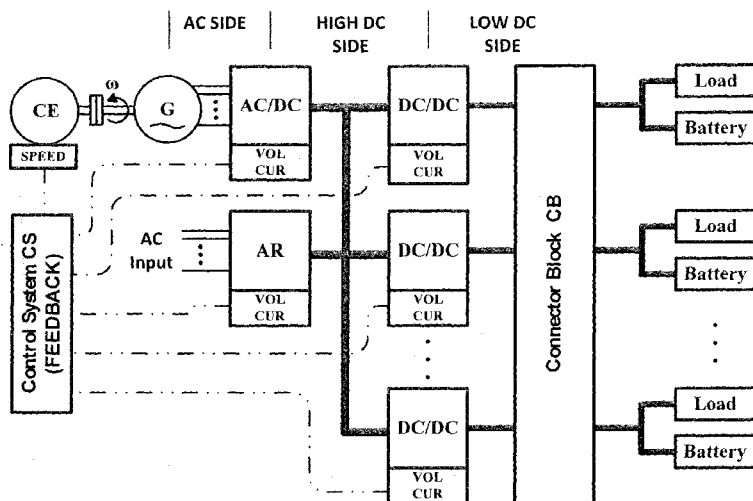 AC SIDE
HIGH DC
SIDE
LOW DC
SIDE
CE
ω
G
AC/DC
VOL
CUR
DC/DC
VOL
CUR
SPEED
Load
Battery
Control System CS
(FEEDBACK)
AC
Input
AR
VOL
CUR
DC/DC
VOL
CUR
Connector Block CB
Load
Battery
DC/DC
VOL
CUR
Load
Battery